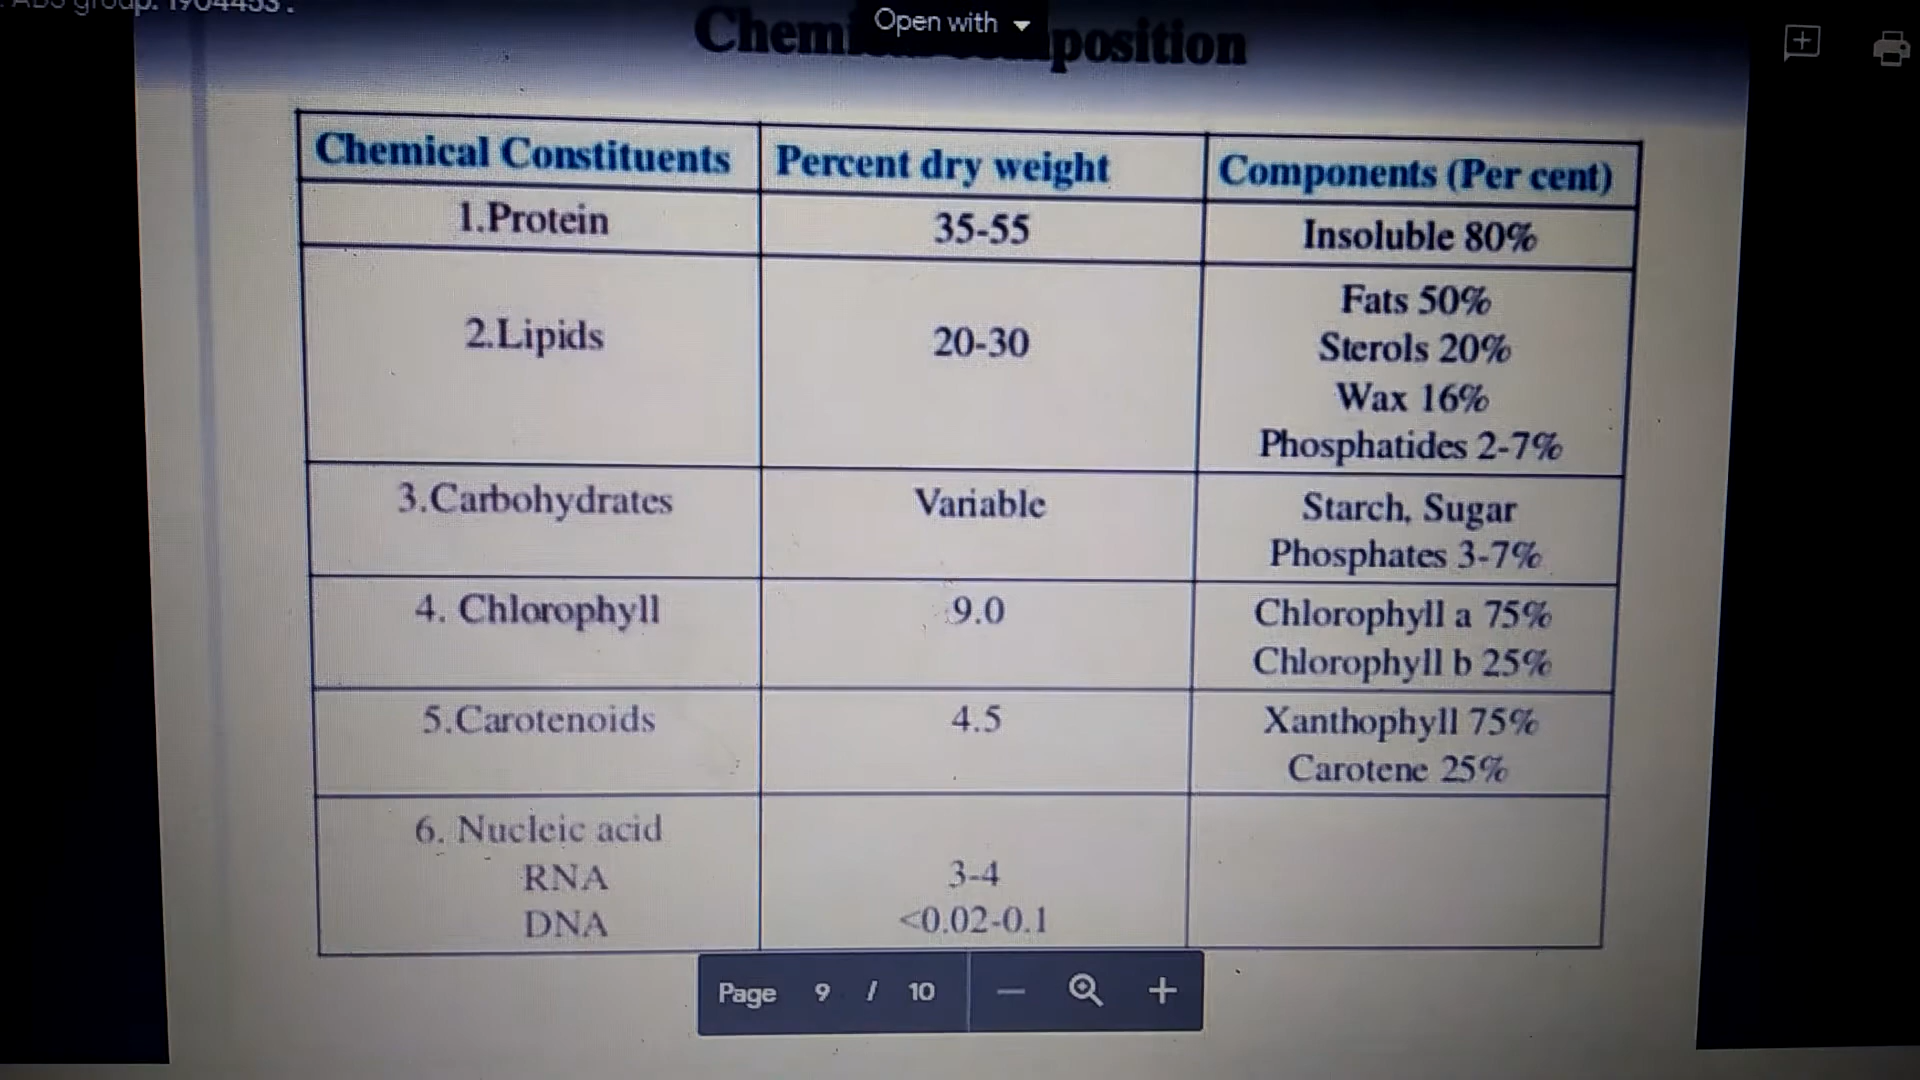 Open with
Chemi position
Chemical Constituents Percent dry weight Components (Per cent)
1.Protein 35-55 Insoluble 80%
2.Lipids 20-30 Fats 50%
Sterols 20%
Wax 16%
Phosphatides 2-7%
3.Carbohydrates Variable Starch, Sugar
Phosphates 3-7%
4. Chlorophyll 9.0 Chlorophyll a 75%
Chlorophyll b 25%
5.Carotenoids 4.5 Xanthophyll 75%
Carotene 25%
6. Nucleic acid
RNA 3-4
DNA <0.02-0.1
Page 9 / 10